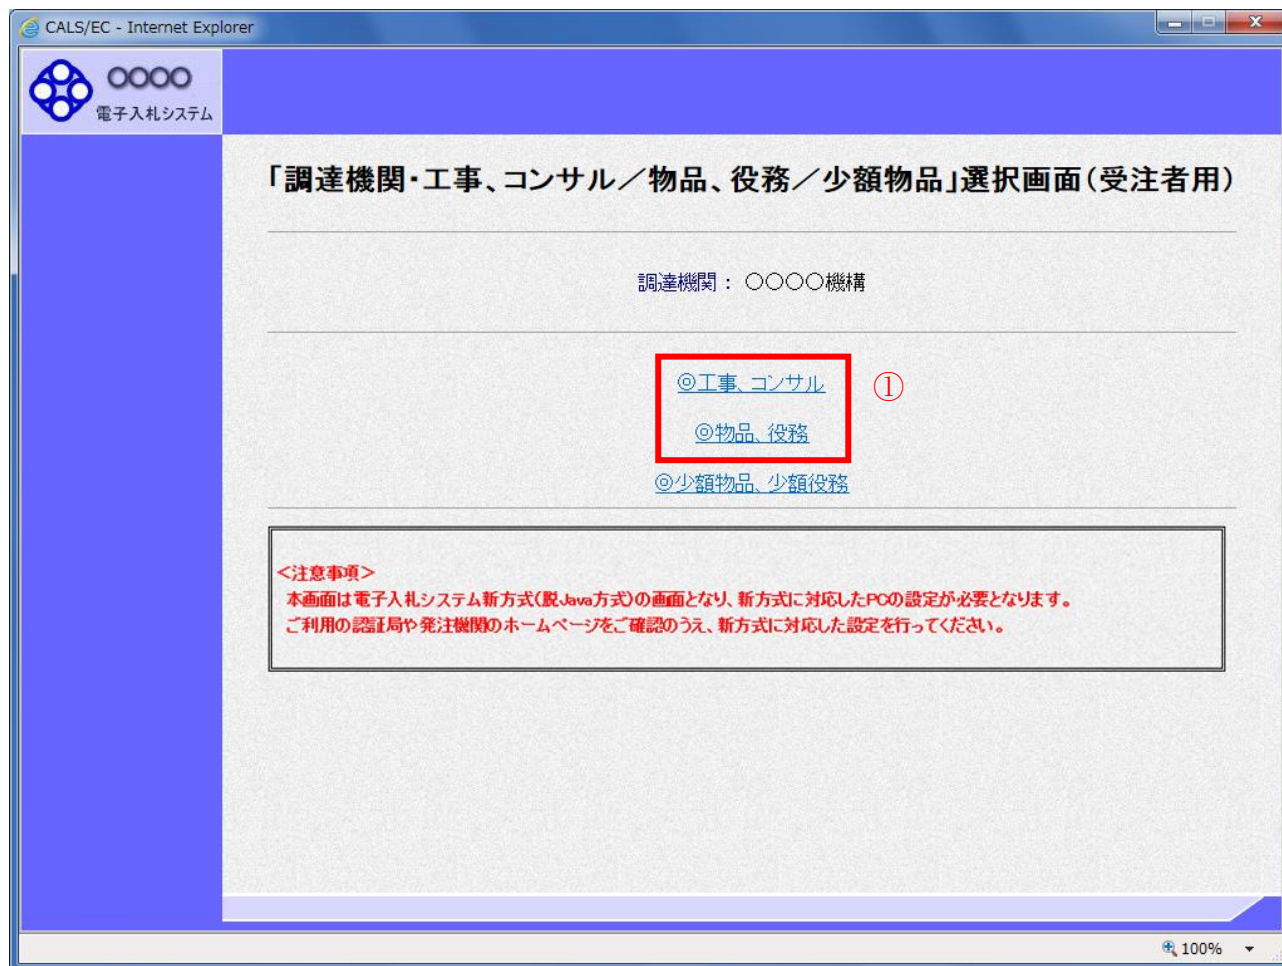 CALS/EC - Internet Explorer
○○○○
電子入札システム
「調達機関・工事、コンサル／物品、役務／少額物品」選択画面(受注者用)
調達機関： ○○○○機構
◎工事、コンサル
①
◎物品、役務
◎少額物品、少額役務
＜注意事項＞
本画面は電子入札システム新方式(脱Java方式)の画面となり、新方式に対応したPCの設定が必要となります。
ご利用の認証局や発注機関のホームページをご確認のうえ、新方式に対応した設定を行ってください。
100%